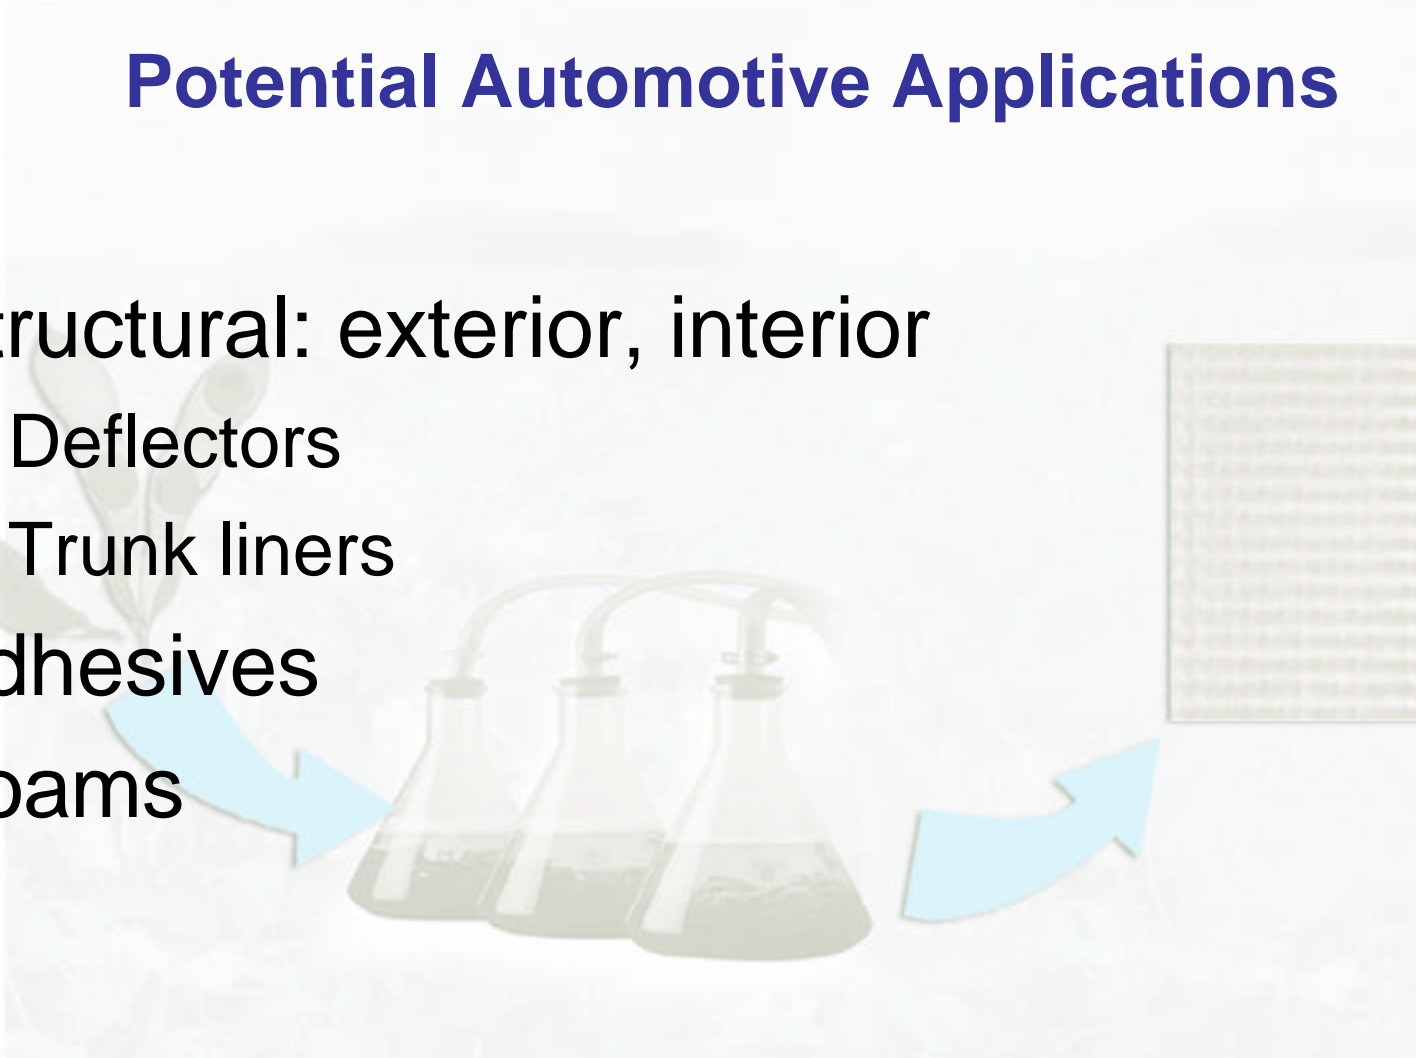 Potential Automotive Applications
tructural: exterior, interior
Deflectors
Trunk liners
dhesives
oams